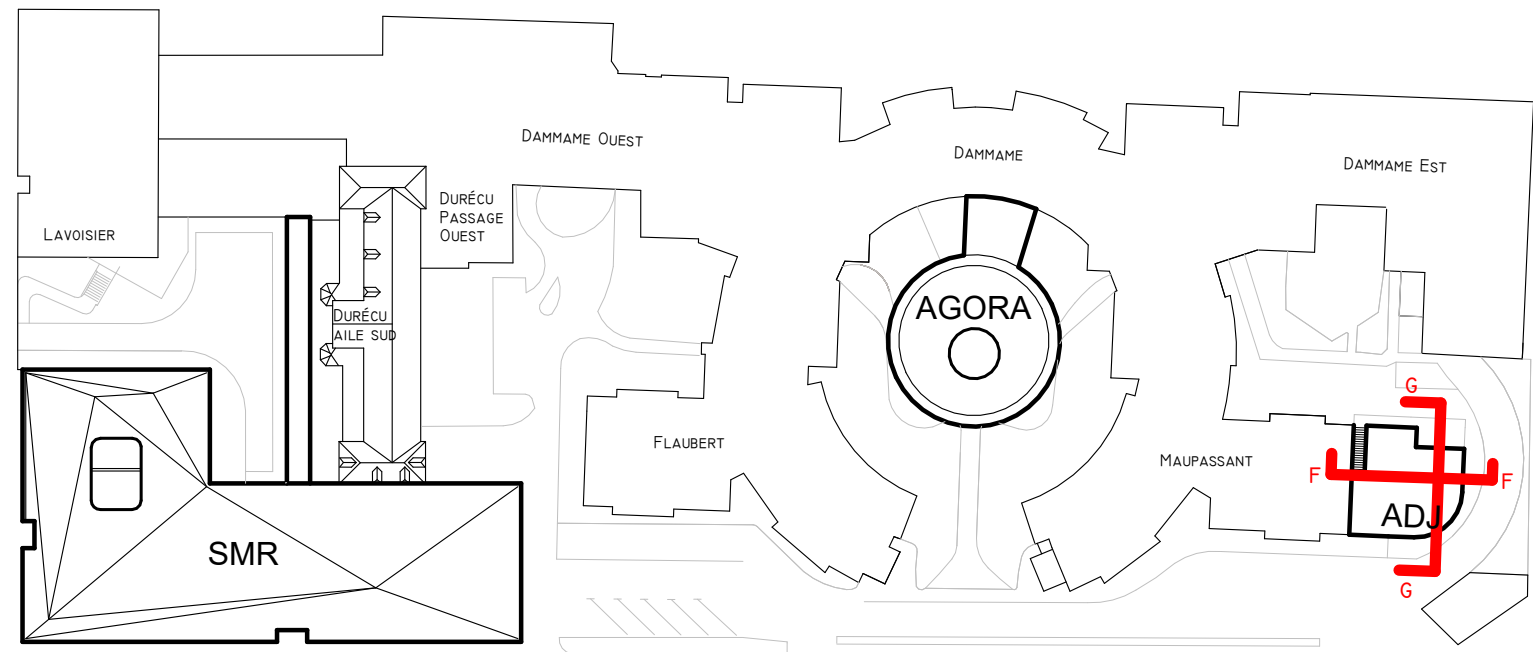 DAMMAME OUEST
DAMMAME
DAMMAME EST
DURÉCU
PASSAGE
OUEST
LAVOISIER
AGORA
DURÉCU
AILE SUD
G
FLAUBERT
MAUPASSANT
F
F
ADJ
SMR
G